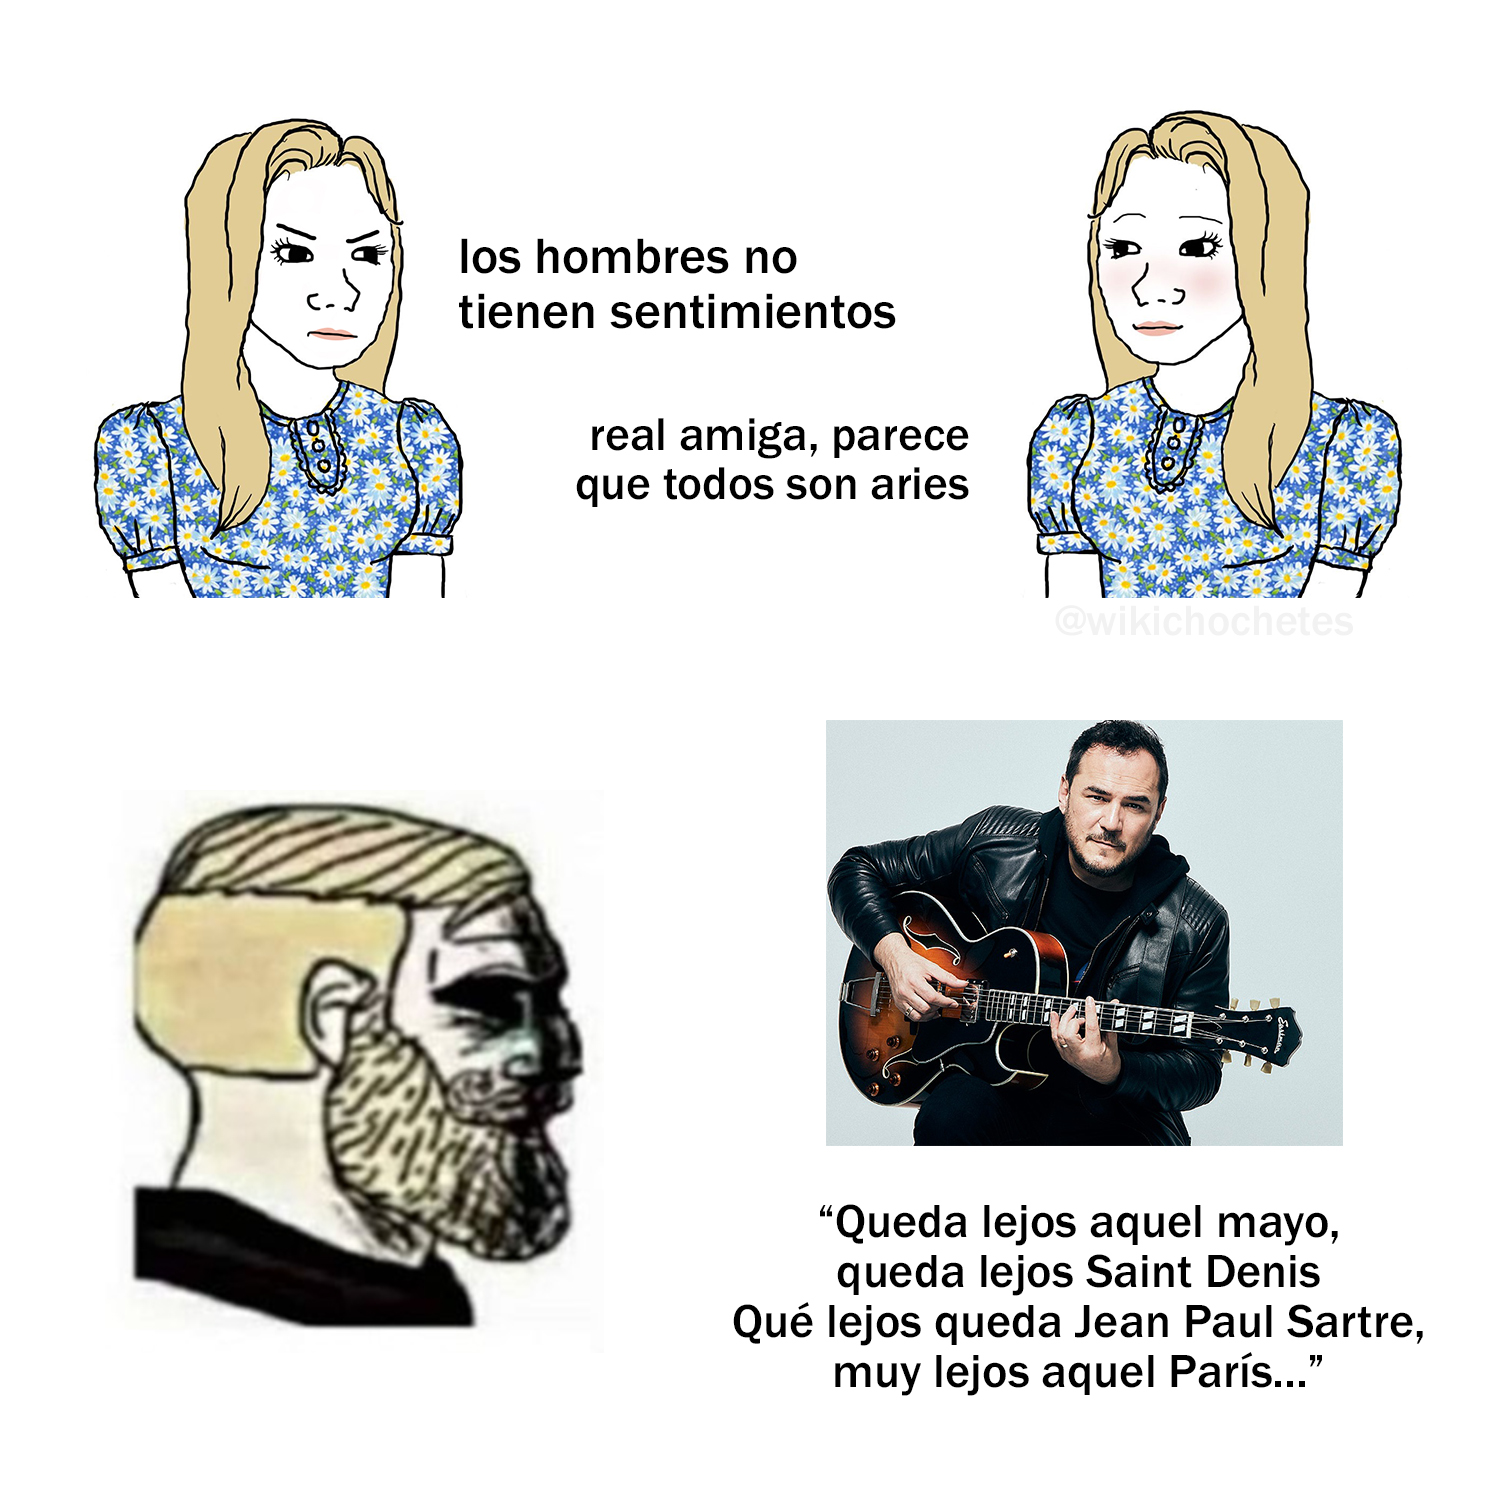 los hombres no
tienen sentimientos
real amiga, parece
que todos son aries
@wikichochetes
“Queda lejos aquel mayo,
queda lejos Saint Denis
Qué lejos queda Jean Paul Sartre,
muy lejos aquel París...”